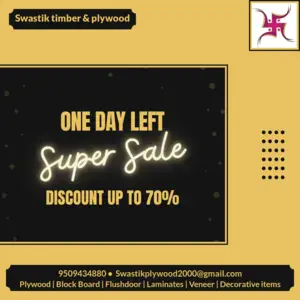 Swastik timber & plywood
ONE DAY LEFT
Super Sale
DISCOUNT UP TO 70%
9509434880 ● Swastikplywood2000@gmail.com
Plywood | Block Board | Flushdoor | Laminates | Veneer | Decorative items